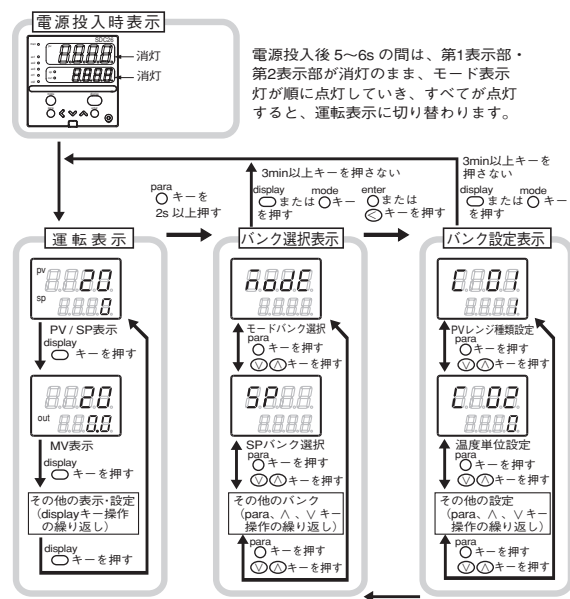 電源投入時表示
SDC26
8.8.8.8.
8.8.8.8.
消灯
消灯
電源投入後 5～6s の間は、第1表示部・
第2表示部が消灯のまま、モード表示
灯が順に点灯していき、すべてが点灯
すると、運転表示に切り替わります。
para
キーを
2s 以上押す
3min以上キーを押さない
display または mode キー
を押す
enter
または
キーを押す
3min以上キーを
押さない
display または mode キー
を押す
運転表示
pv
20
sp
0.
PV / SP表示
display
キーを押す
20
out
0.0
MV表示
display
キーを押す
その他の表示・設定
(displayキー操作
の繰り返し)
display
キーを押す
バンク選択表示
modE
モードバンク選択
para
キーを押す
キーを押す
SP
SPバンク選択
para
キーを押す
キーを押す
その他のバンク
(para、∧、∨キー
操作の繰り返し)
para
キーを押す
キーを押す
バンク設定表示
C 01
1
PVレンジ種類設定
para
キーを押す
キーを押す
C 02
0
温度単位設定
para
キーを押す
キーを押す
その他の設定
(para、∧、∨キー
操作の繰り返し)
para
キーを押す
キーを押す